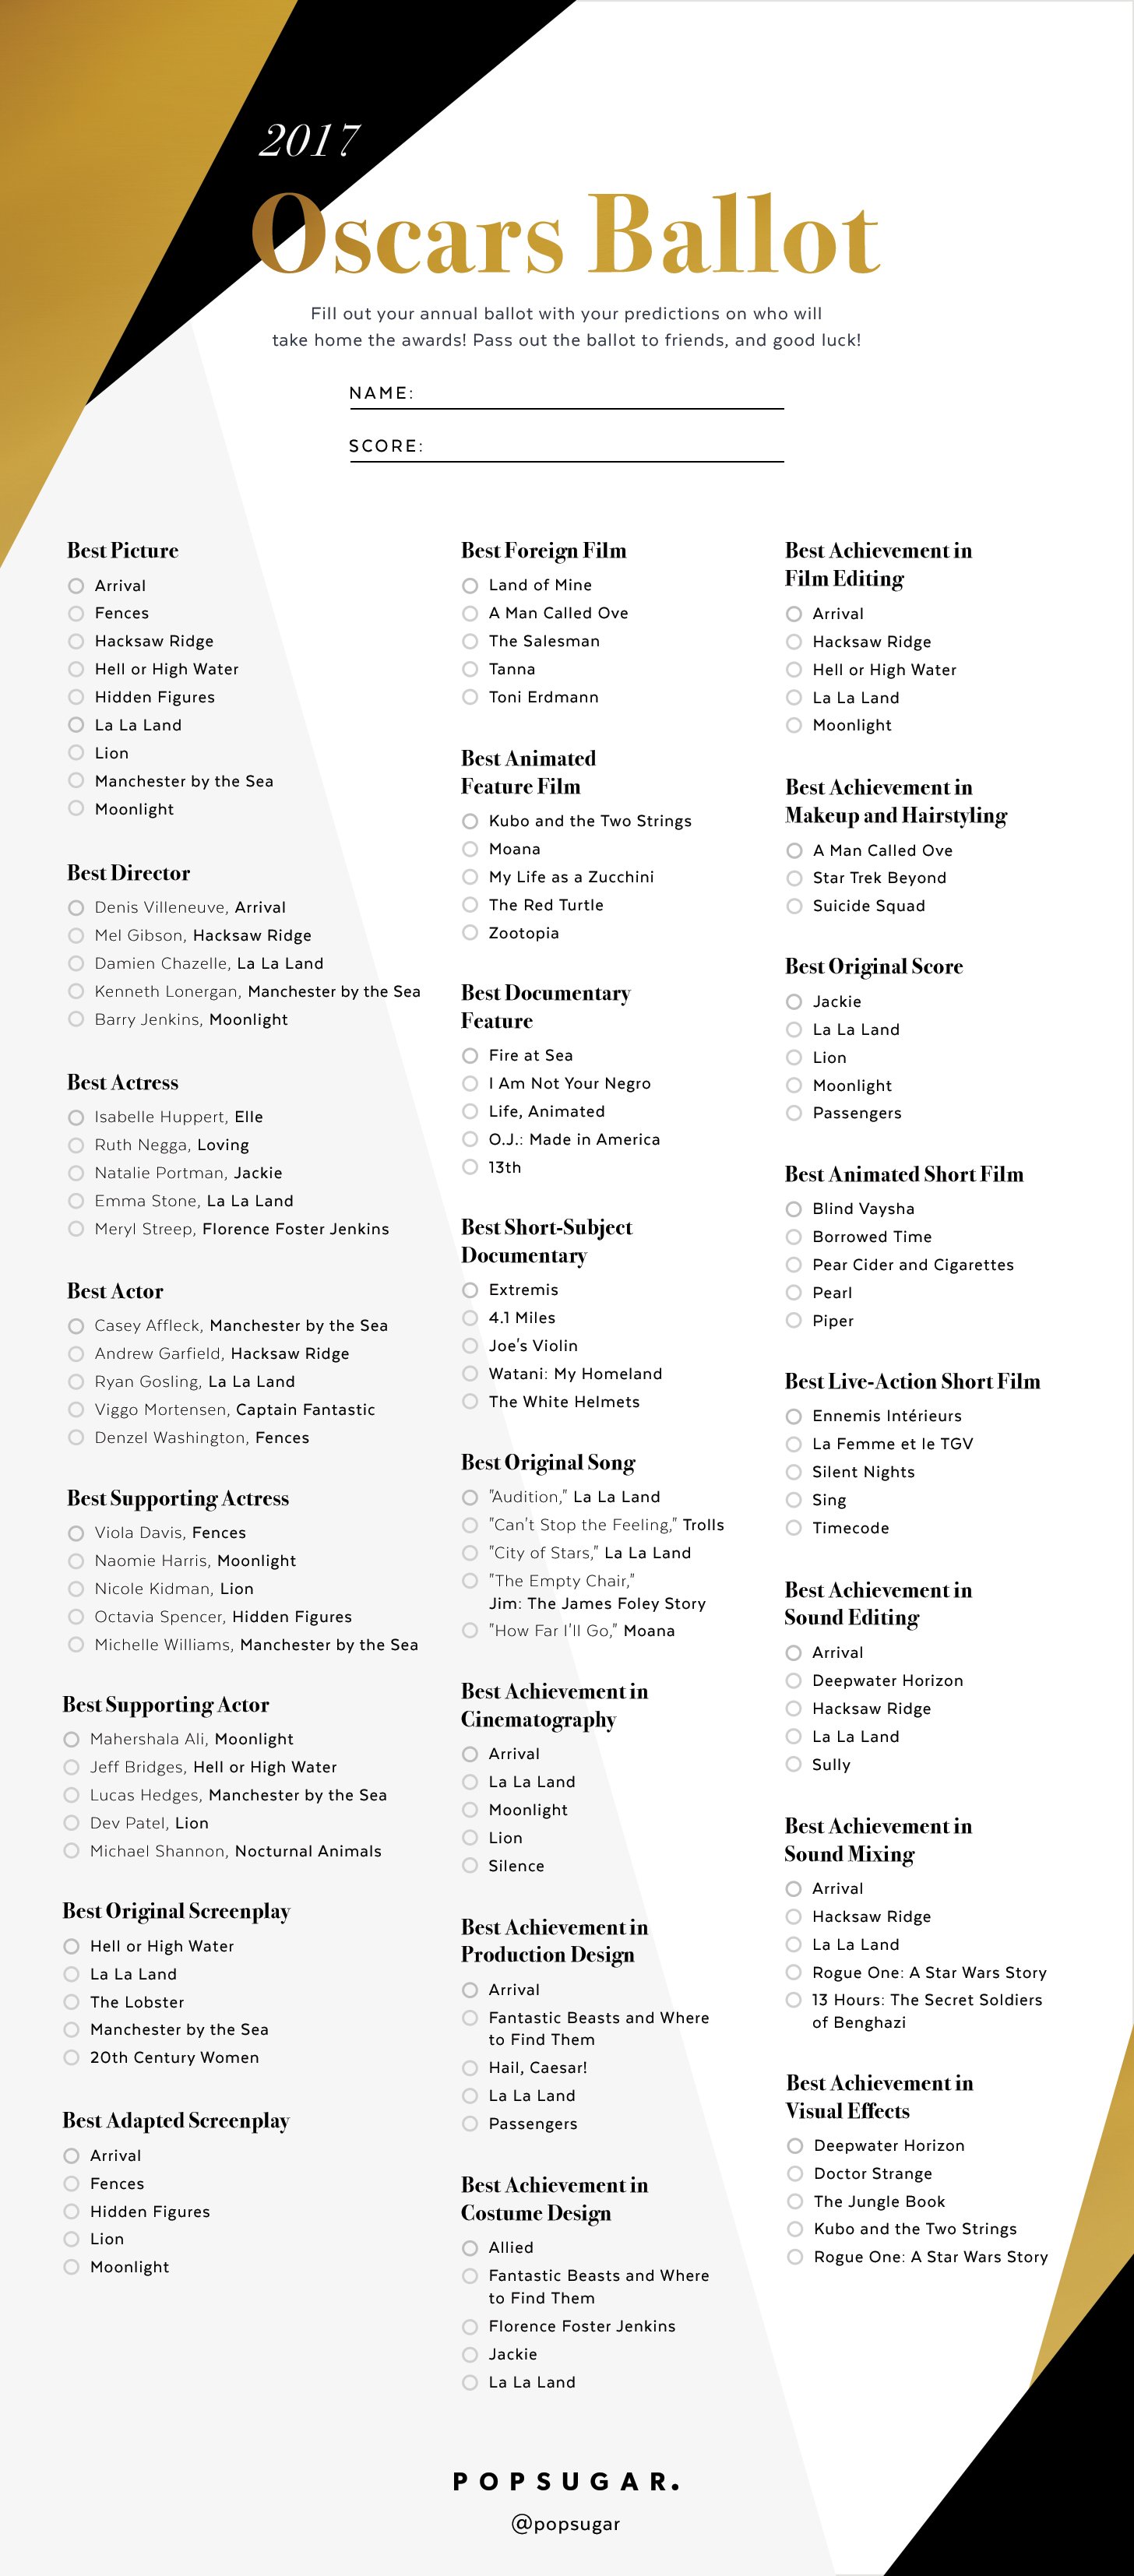 2017
Oscars Ballot
Fill out your annual ballot with your predictions on who will
take home the awards! Pass out the ballot to friends, and good luck!
NAME:
SCORE:
Best Picture
Arrival
Fences
Hacksaw Ridge
Hell or High Water
Hidden Figures
La La Land
Lion
Manchester by the Sea
Moonlight
Best Director
Denis Villeneuve, Arrival
Mel Gibson, Hacksaw Ridge
Damien Chazelle, La La Land
Kenneth Lonergan, Manchester by the Sea
Barry Jenkins, Moonlight
Best Actress
Isabelle Huppert, Elle
Ruth Negga, Loving
Natalie Portman, Jackie
Emma Stone, La La Land
Meryl Streep, Florence Foster Jenkins
Best Actor
Casey Affleck, Manchester by the Sea
Andrew Garfield, Hacksaw Ridge
Ryan Gosling, La La Land
Viggo Mortensen, Captain Fantastic
Denzel Washington, Fences
Best Supporting Actress
Viola Davis, Fences
Naomie Harris, Moonlight
Nicole Kidman, Lion
Octavia Spencer, Hidden Figures
Michelle Williams, Manchester by the Sea
Best Supporting Actor
Mahershala Ali, Moonlight
Jeff Bridges, Hell or High Water
Lucas Hedges, Manchester by the Sea
Dev Patel, Lion
Michael Shannon, Nocturnal Animals
Best Original Screenplay
Hell or High Water
La La Land
The Lobster
Manchester by the Sea
20th Century Women
Best Adapted Screenplay
Arrival
Fences
Hidden Figures
Lion
Moonlight
Best Foreign Film
Land of Mine
A Man Called Ove
The Salesman
Tanna
Toni Erdmann
Best Animated
Feature Film
Kubo and the Two Strings
Moana
My Life as a Zucchini
The Red Turtle
Zootopia
Best Documentary
Feature
Fire at Sea
I Am Not Your Negro
Life, Animated
O.J.: Made in America
13th
Best Short-Subject
Documentary
Extremis
4.1 Miles
Joe's Violin
Watani: My Homeland
The White Helmets
Best Original Song
"Audition," La La Land
"Can't Stop the Feeling," Trolls
"City of Stars," La La Land
"The Empty Chair,"
Jim: The James Foley Story
"How Far I'll Go," Moana
Best Achievement in
Cinematography
Arrival
La La Land
Moonlight
Lion
Silence
Best Achievement in
Production Design
Arrival
Fantastic Beasts and Where
to Find Them
Hail, Caesar!
La La Land
Passengers
Best Achievement in
Costume Design
Allied
Fantastic Beasts and Where
to Find Them
Florence Foster Jenkins
Jackie
La La Land
Best Achievement in
Film Editing
Arrival
Hacksaw Ridge
Hell or High Water
La La Land
Moonlight
Best Achievement in
Makeup and Hairstyling
A Man Called Ove
Star Trek Beyond
Suicide Squad
Best Original Score
Jackie
La La Land
Lion
Moonlight
Passengers
Best Animated Short Film
Blind Vaysha
Borrowed Time
Pear Cider and Cigarettes
Pearl
Piper
Best Live-Action Short Film
Ennemis Intérieurs
La Femme et le TGV
Silent Nights
Sing
Timecode
Best Achievement in
Sound Editing
Arrival
Deepwater Horizon
Hacksaw Ridge
La La Land
Sully
Best Achievement in
Sound Mixing
Arrival
Hacksaw Ridge
La La Land
Rogue One: A Star Wars Story
13 Hours: The Secret Soldiers
of Benghazi
Best Achievement in
Visual Effects
Deepwater Horizon
Doctor Strange
The Jungle Book
Kubo and the Two Strings
Rogue One: A Star Wars Story
POPSUGAR.
@popsugar